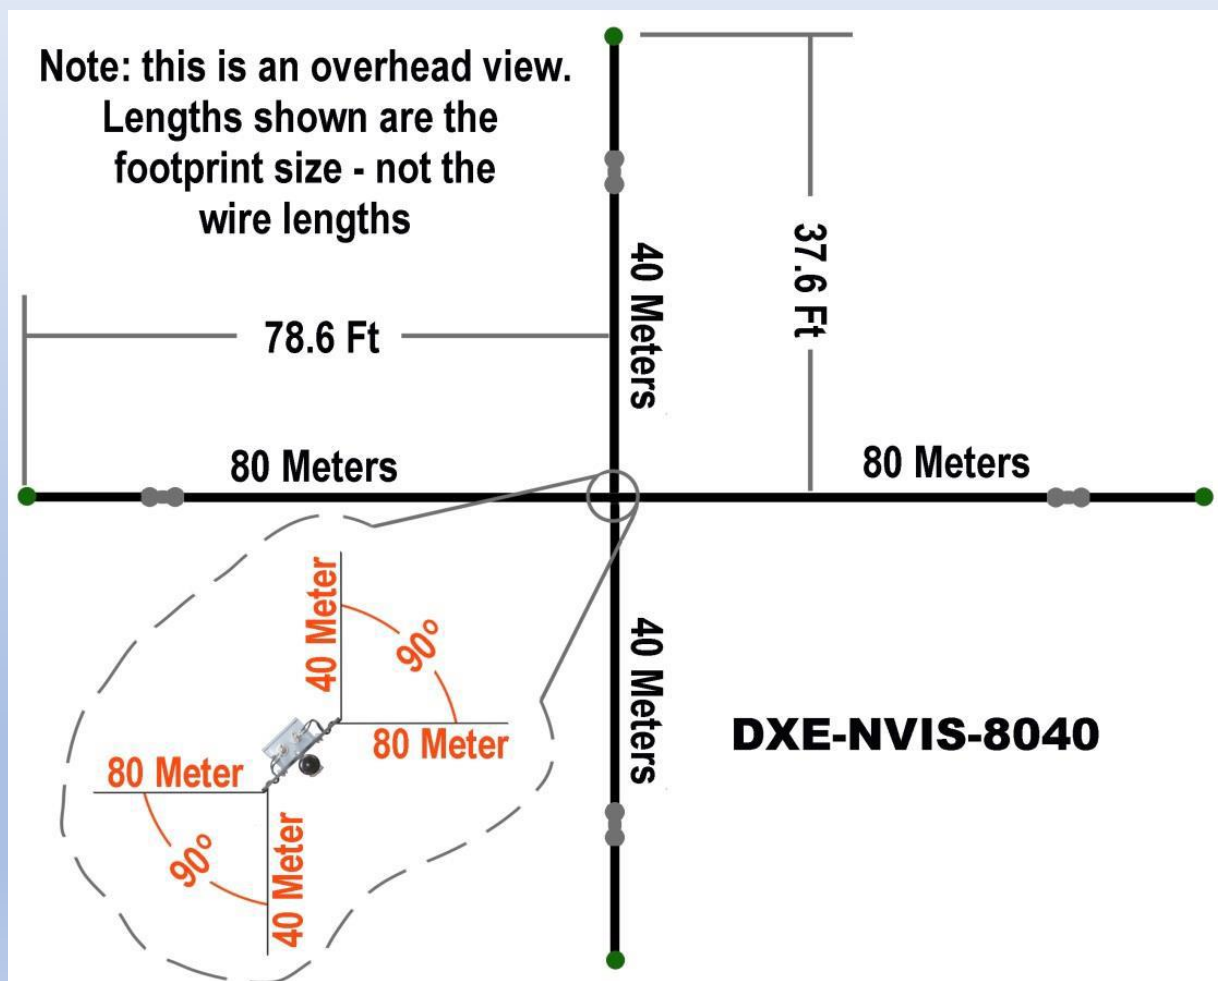 Note: this is an overhead view.
Lengths shown are the
footprint size - not the
wire lengths
37.6 Ft
40 Meters
78.6 Ft
80 Meters
80 Meters
40 Meter
90°
80 Meter
80 Meter
90°
40 Meter
40 Meters
DXE-NVIS-8040